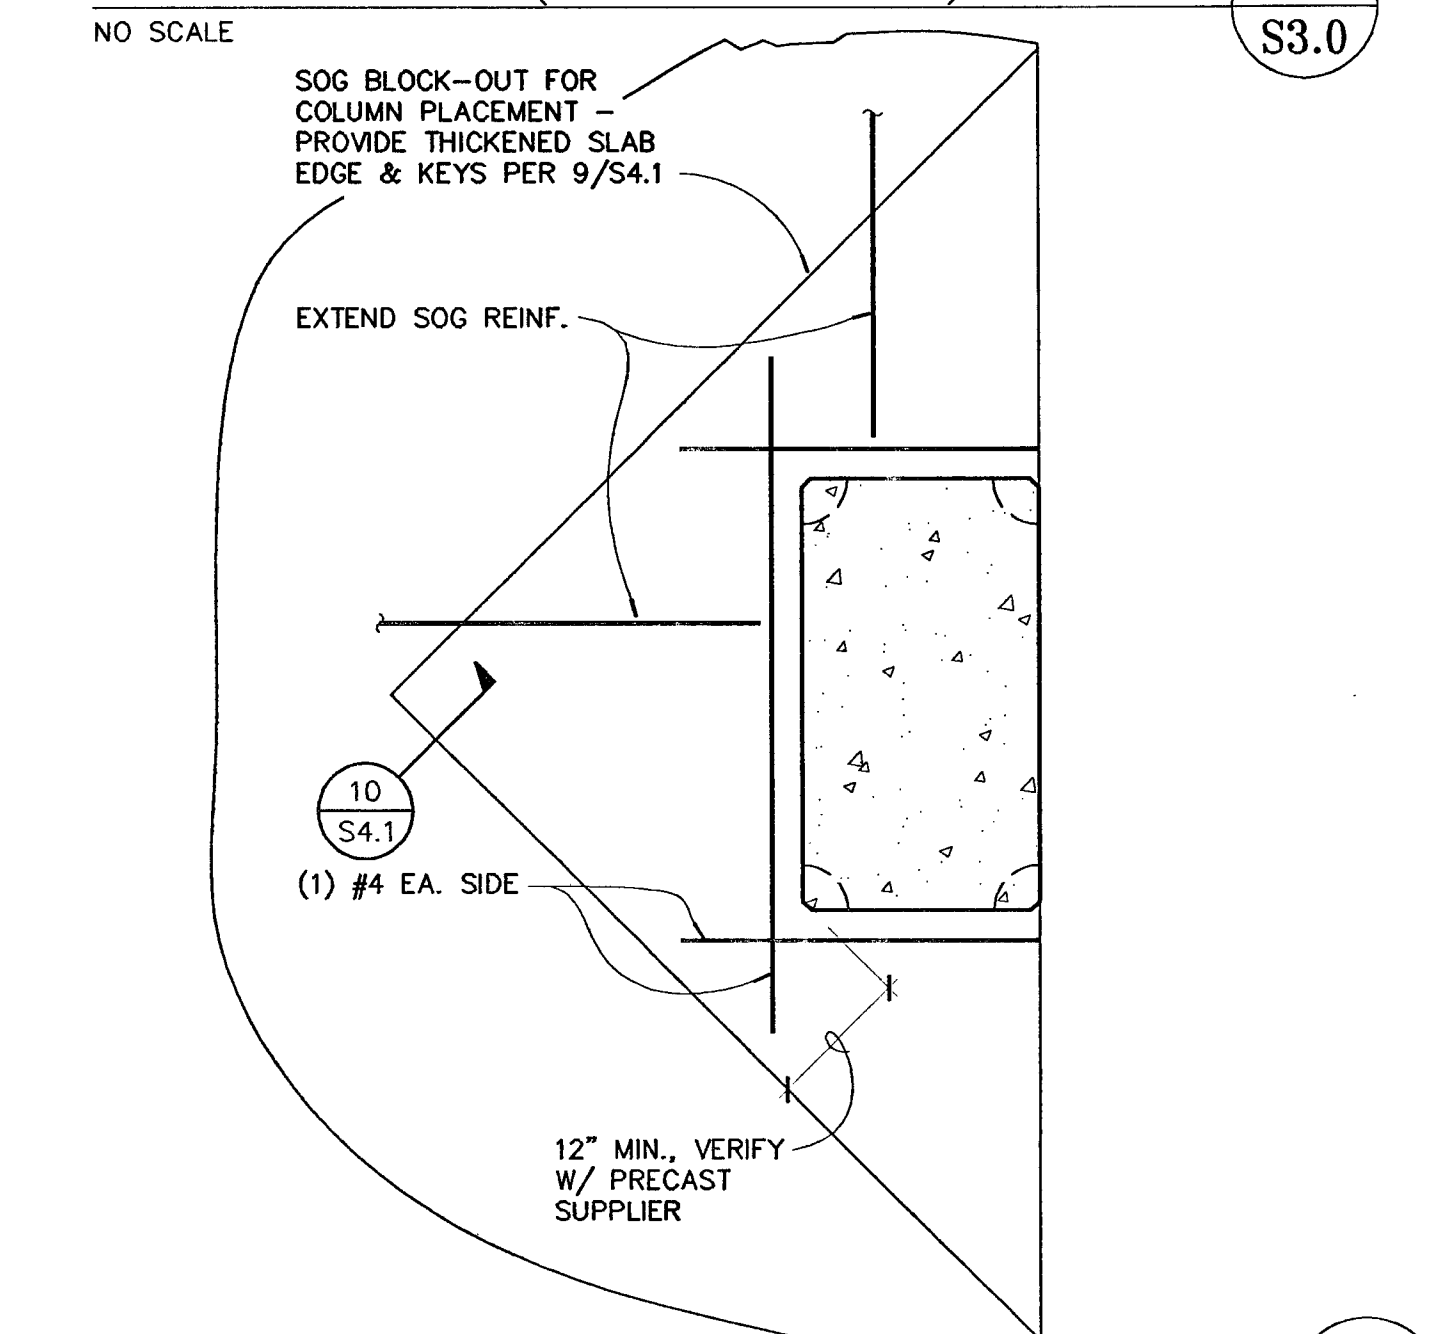 NO SCALE
S3.0
SOG BLOCK-OUT FOR
COLUMN PLACEMENT -
PROVIDE THICKENED SLAB
EDGE & KEYS PER 9/S4.1
EXTEND SOG REINF.
10
S4.1
(1) #4 EA. SIDE
12" MIN., VERIFY
W/ PRECAST
SUPPLIER